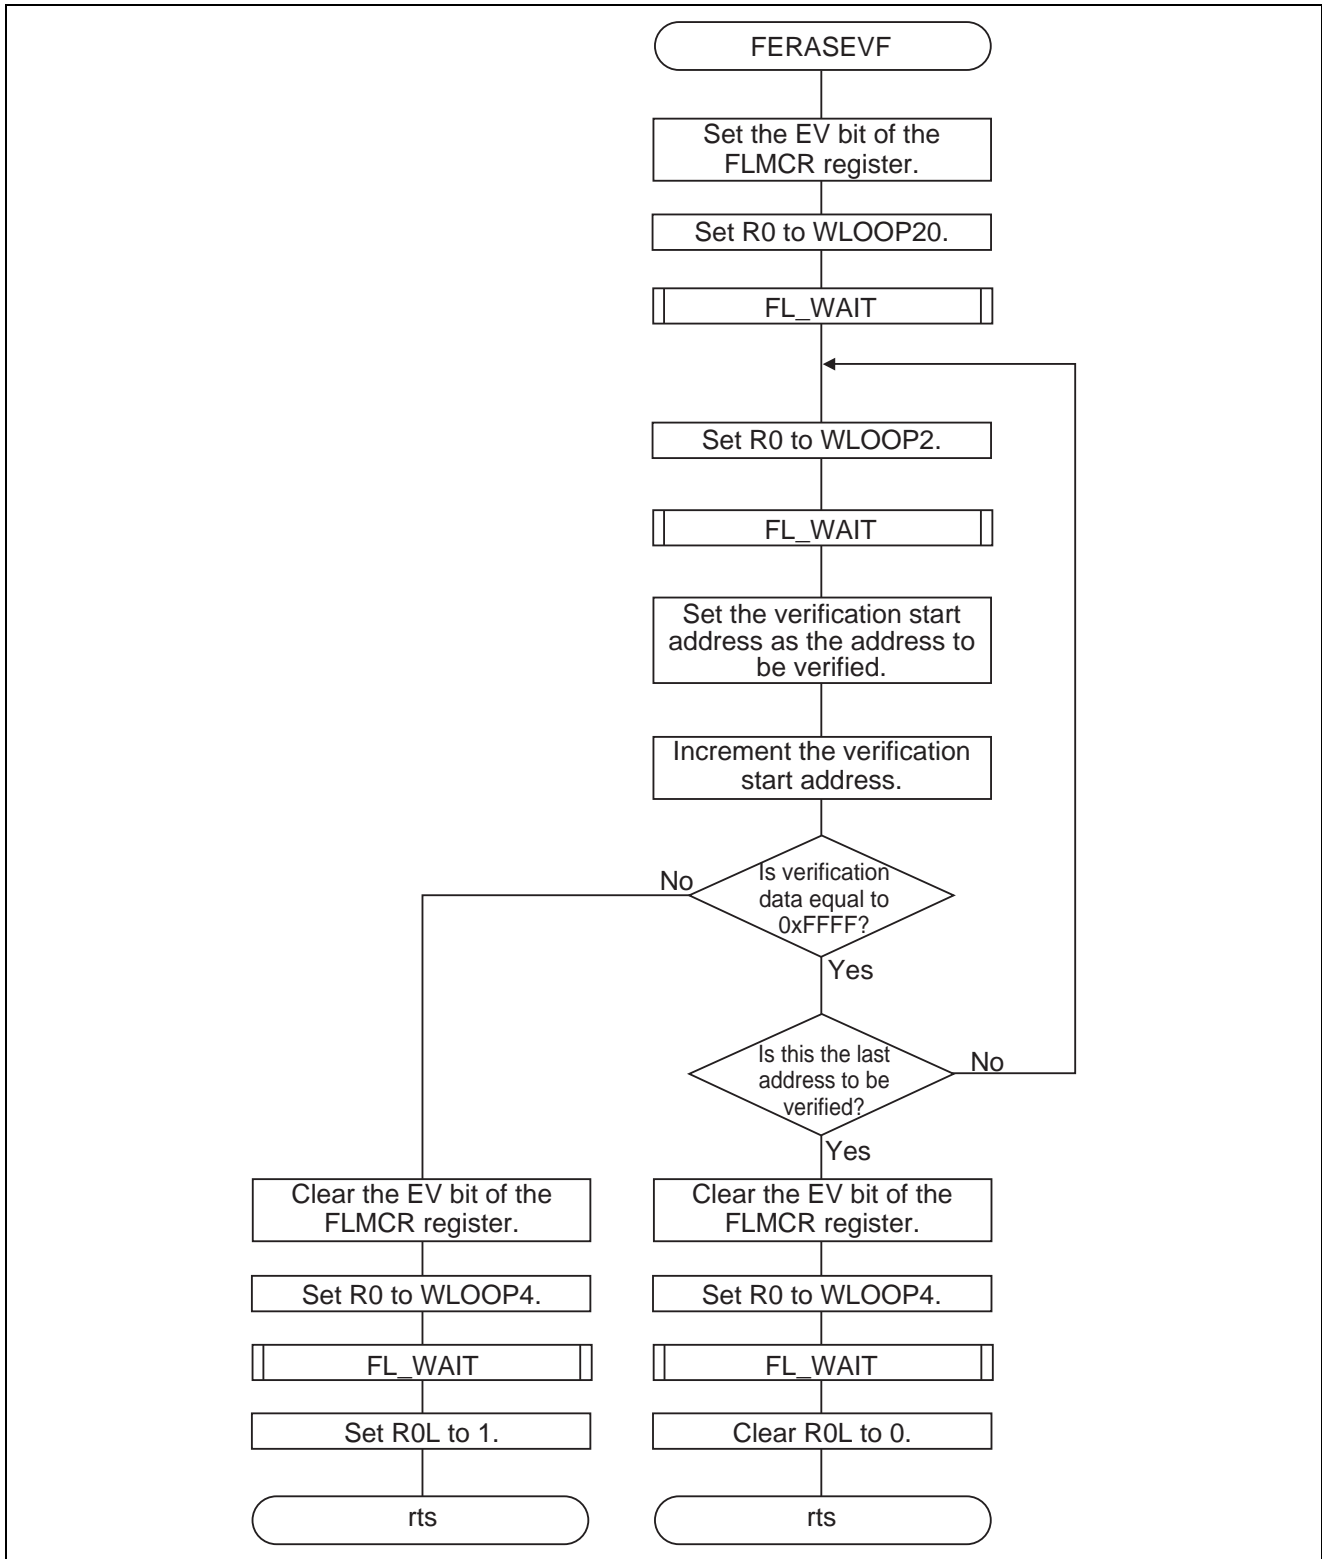 FERASEVF
Set the EV bit of the
FLMCR register.
Set R0 to WLOOP20.
FL_WAIT
Set R0 to WLOOP2.
FL_WAIT
Set the verification start
address as the address to
be verified.
Increment the verification
start address.
Is verification
data equal to
0xFFFF?
No
Yes
Is this the last
address to be
verified?
No
Yes
Clear the EV bit of the
FLMCR register.
Set R0 to WLOOP4.
FL_WAIT
Set R0L to 1.
rts
Clear the EV bit of the
FLMCR register.
Set R0 to WLOOP4.
FL_WAIT
Clear R0L to 0.
rts